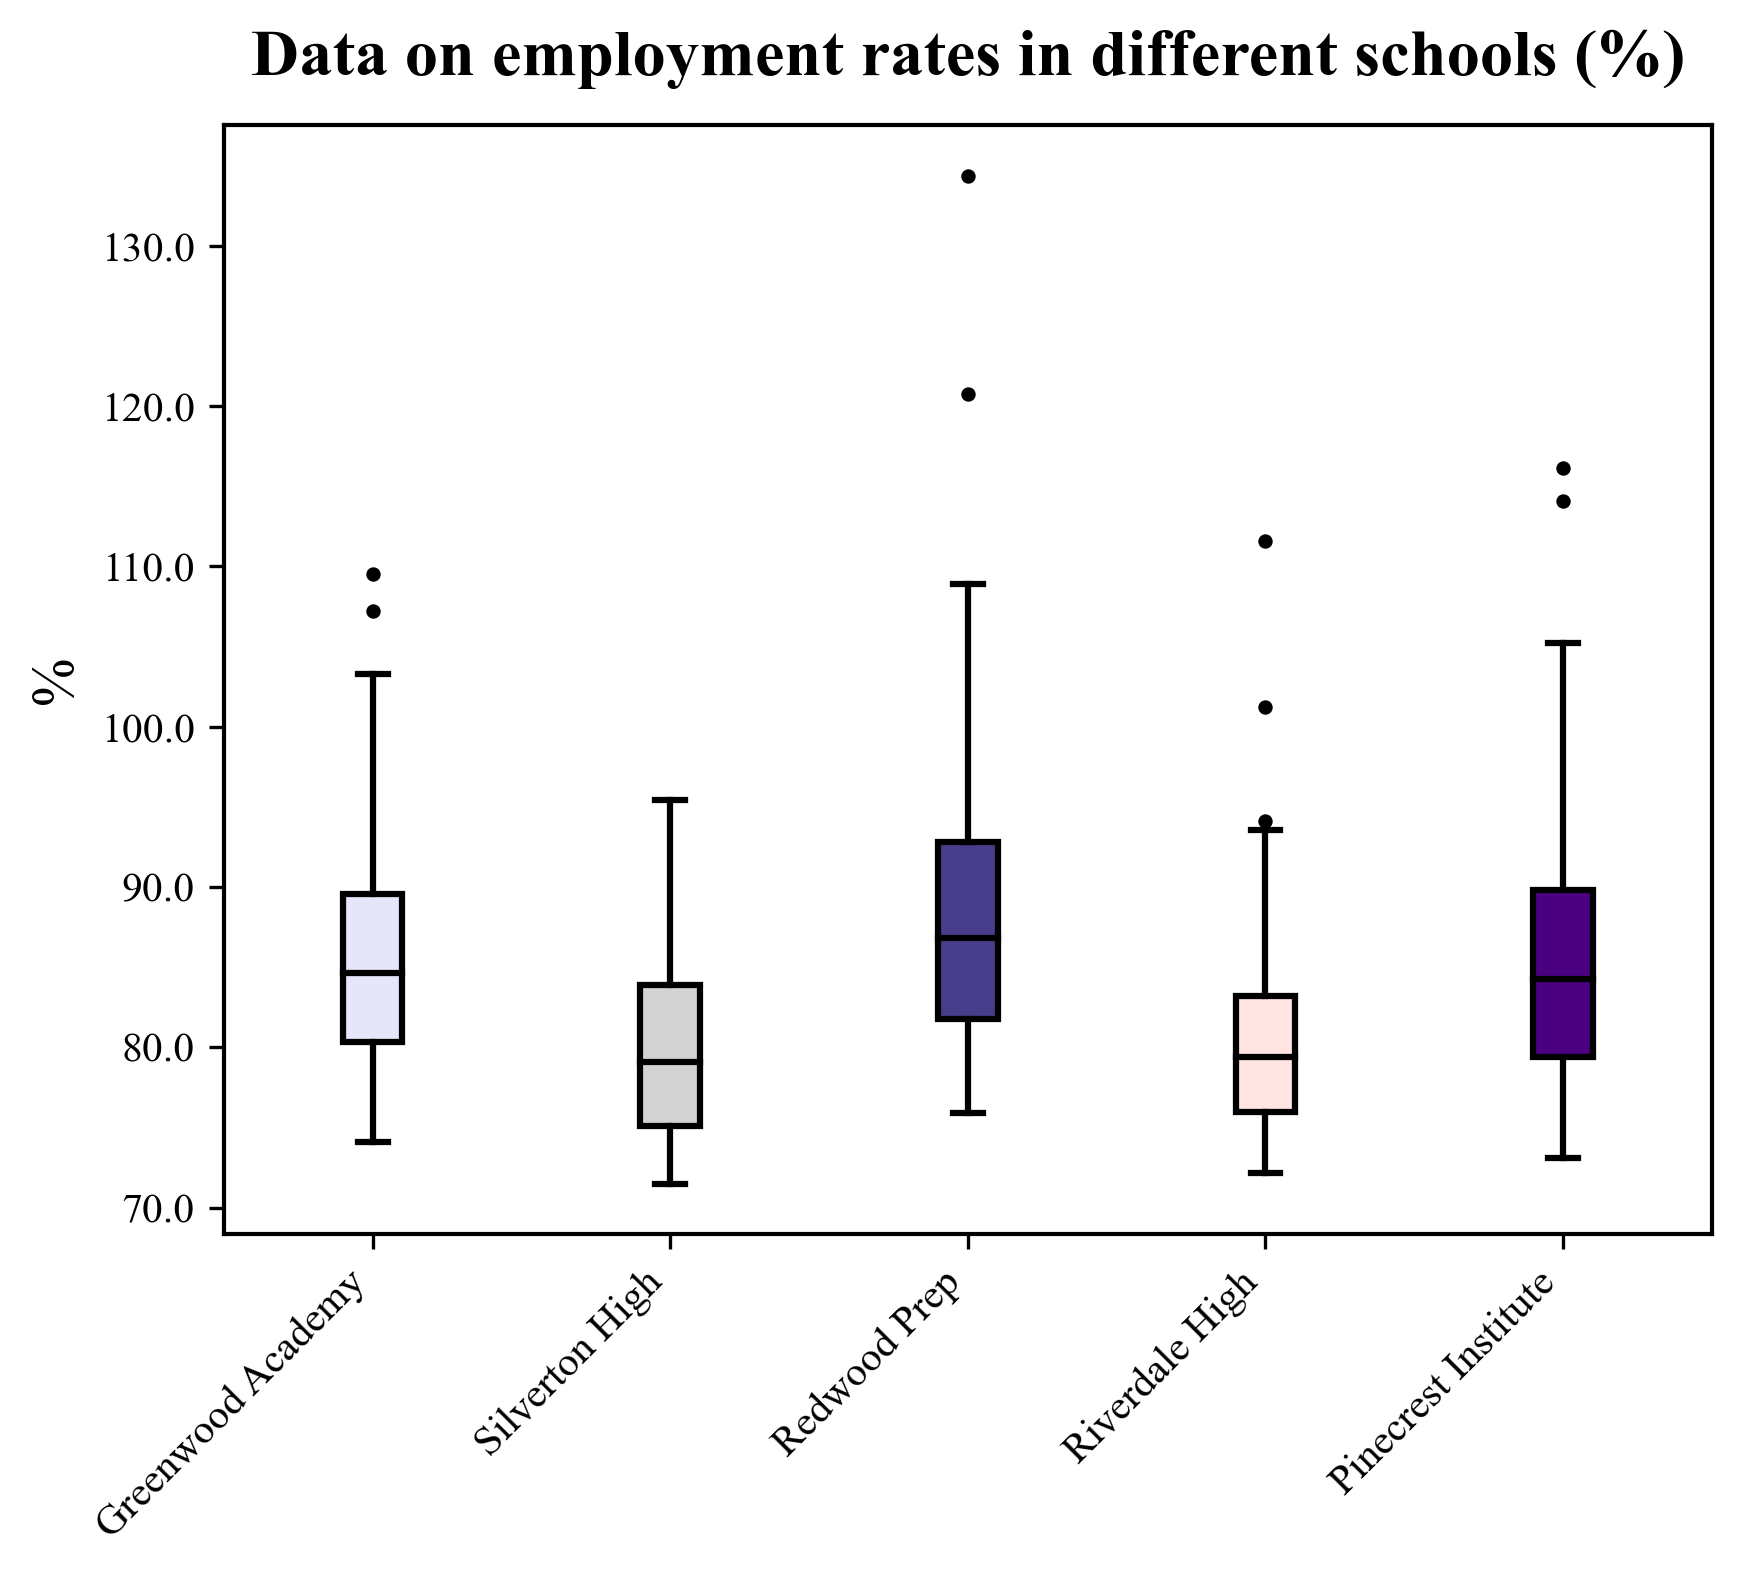 Data on employment rates in different schools (%)
130.0
120.0
110.0
100.0
90.0
80.0
70.0
%
Greenwood Academy
Silverton High
Redwood Prep
Riverdale High
Pinecrest Institute